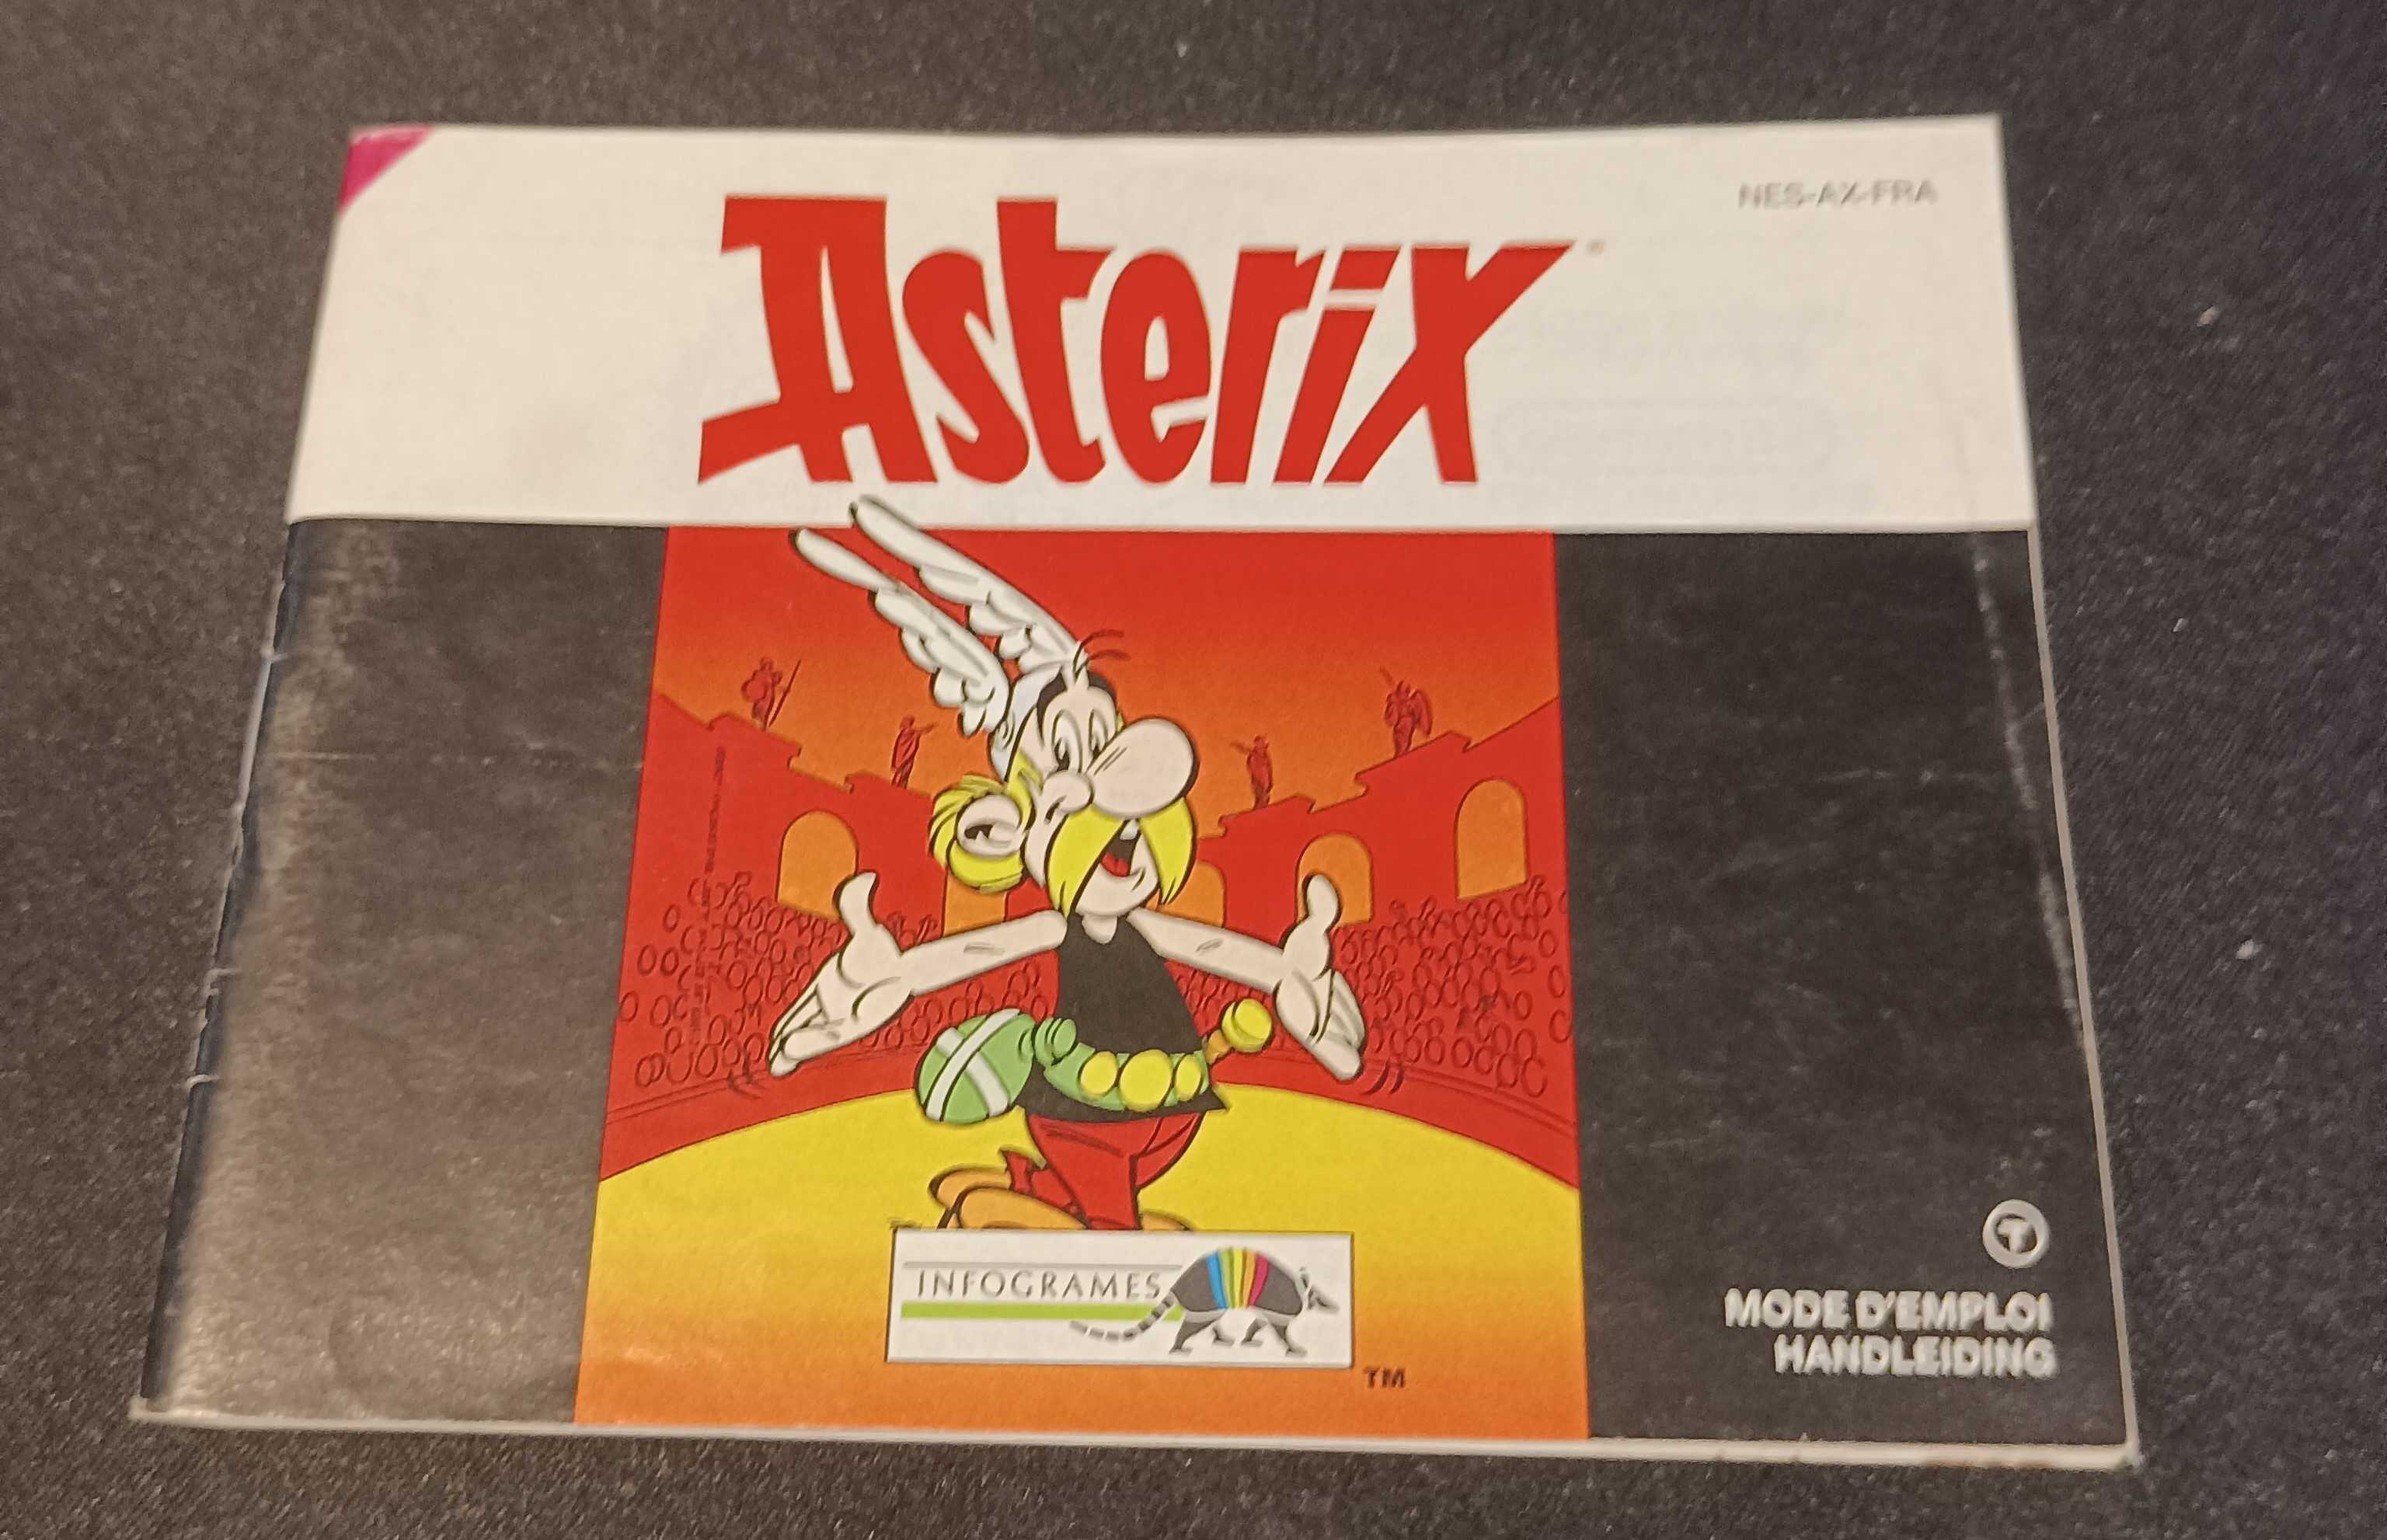 NES-AX-FRA
Asterix
INFOGRAMES
TM
MODE D'EMPLOI
HANDLEIDING